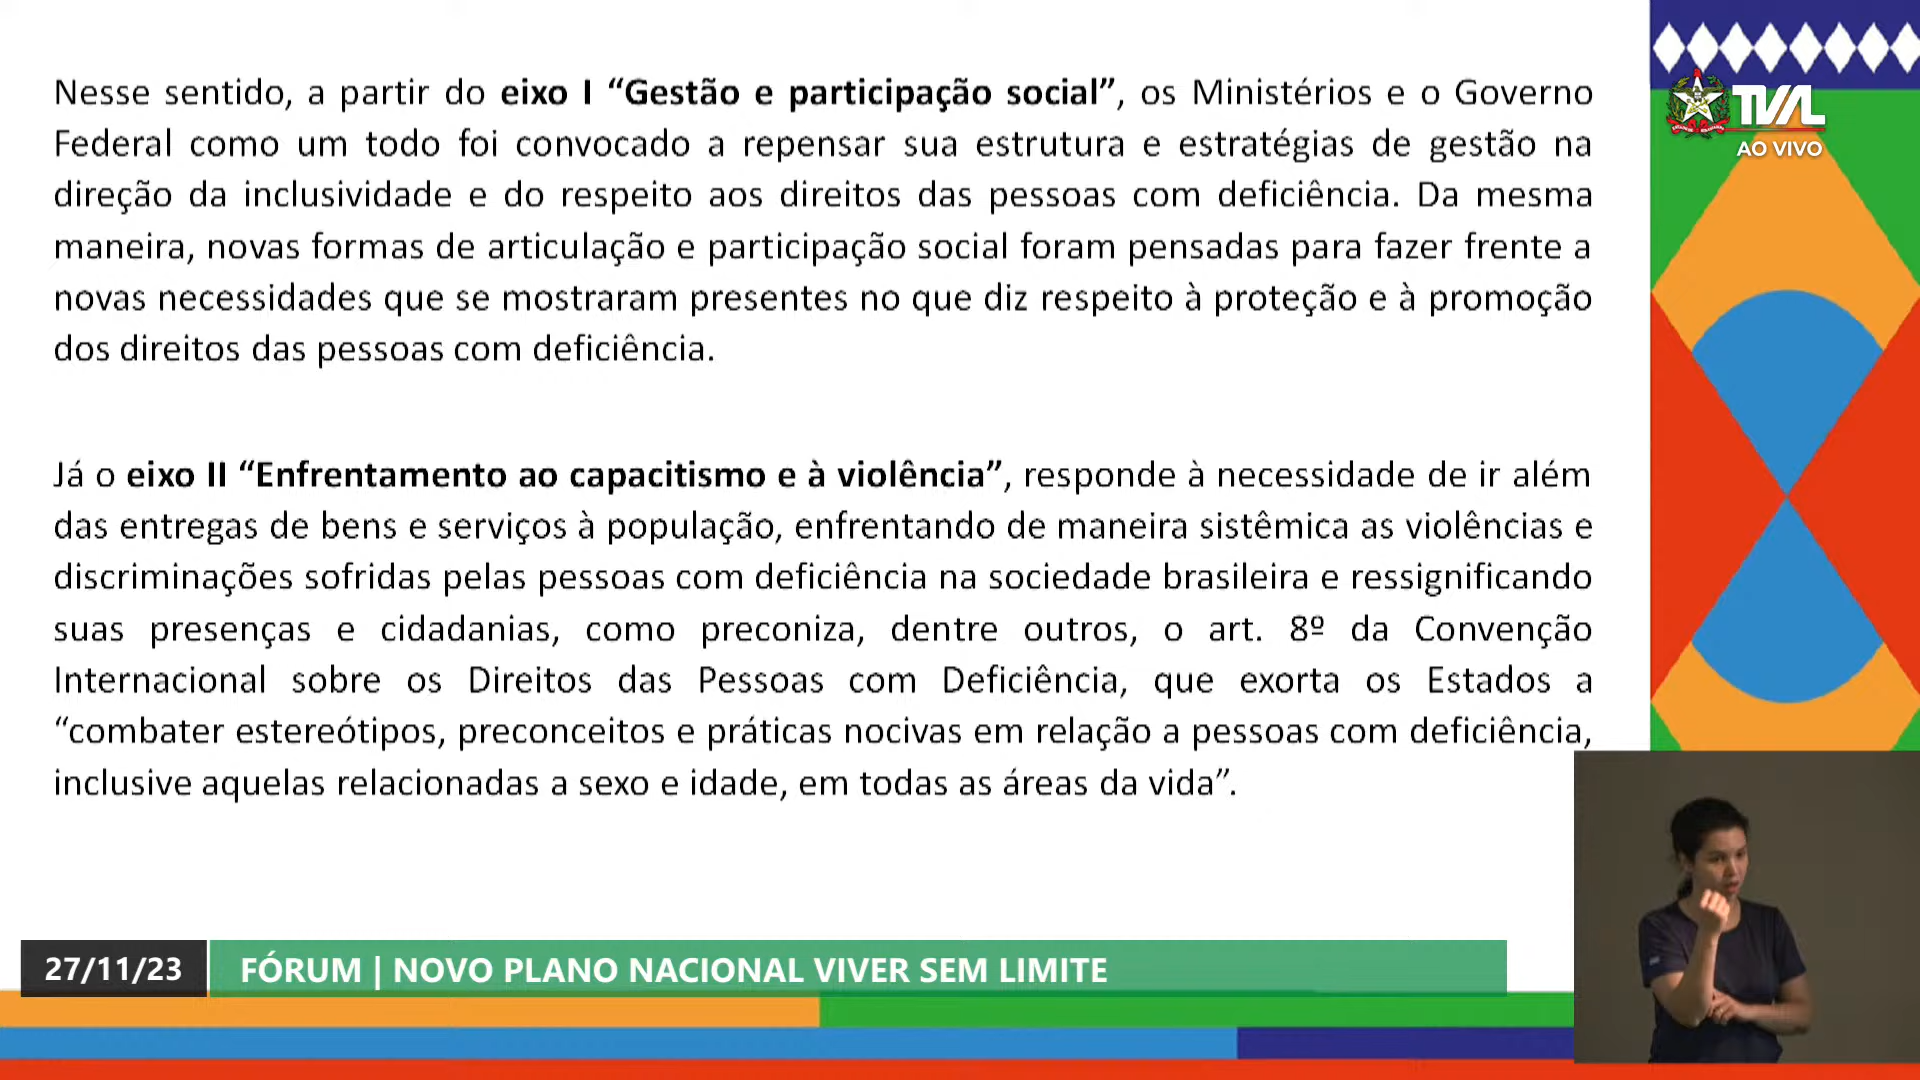 Nesse sentido, a partir do eixo I “Gestão e participação social”, os Ministérios e o Governo
Federal como um todo foi convocado a repensar sua estrutura e estratégias de gestão na
direção da inclusividade e do respeito aos direitos das pessoas com deficiência. Da mesma
maneira, novas formas de articulação e participação social foram pensadas para fazer frente a
novas necessidades que se mostraram presentes no que diz respeito à proteção e à promoção
dos direitos das pessoas com deficiência.
Já o eixo II “Enfrentamento ao capacitismo e à violência”, responde à necessidade de ir além
das entregas de bens e serviços à população, enfrentando de maneira sistêmica as violências e
discriminações sofridas pelas pessoas com deficiência na sociedade brasileira e ressignificando
suas presenças e cidadanias, como preconiza, dentre outros, o art. 8º da Convenção
Internacional sobre os Direitos das Pessoas com Deficiência, que exorta os Estados a
“combater estereótipos, preconceitos e práticas nocivas em relação a pessoas com deficiência,
inclusive aquelas relacionadas a sexo e idade, em todas as áreas da vida”.
TVAL
AO VIVO
27/11/23
FÓRUM | NOVO PLANO NACIONAL VIVER SEM LIMITE